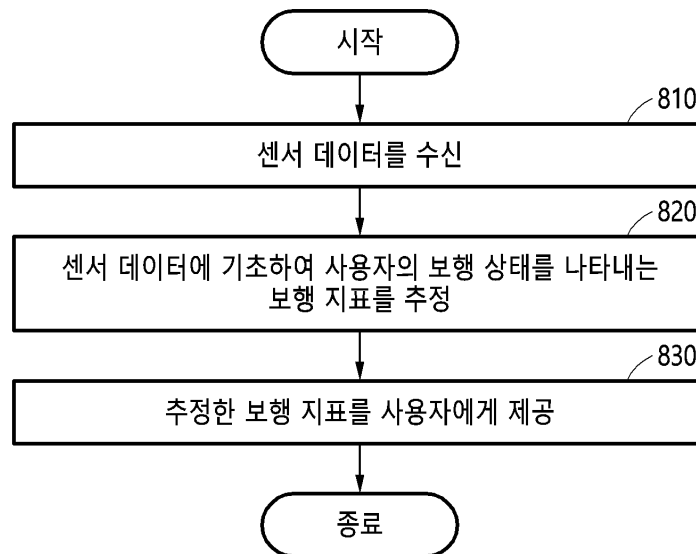 시작
810
센서 데이터를 수신
820
센서 데이터에 기초하여 사용자의 보행 상태를 나타내는
보행 지표를 추정
830
추정한 보행 지표를 사용자에게 제공
종료